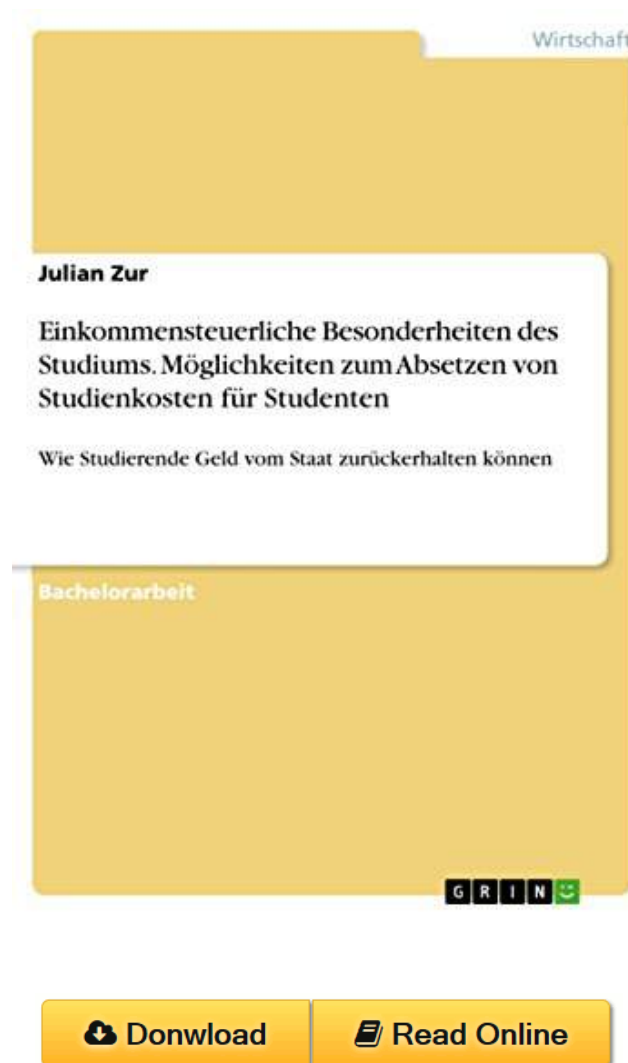 Wirtschaft
Julian Zur
Einkommensteuerliche Besonderheiten des
Studiums. Möglichkeiten zum Absetzen von
Studienkosten für Studenten
Wie Studierende Geld vom Staat zurückerhalten können
Bachelorarbeit
GRIN
Donwload
Read Online